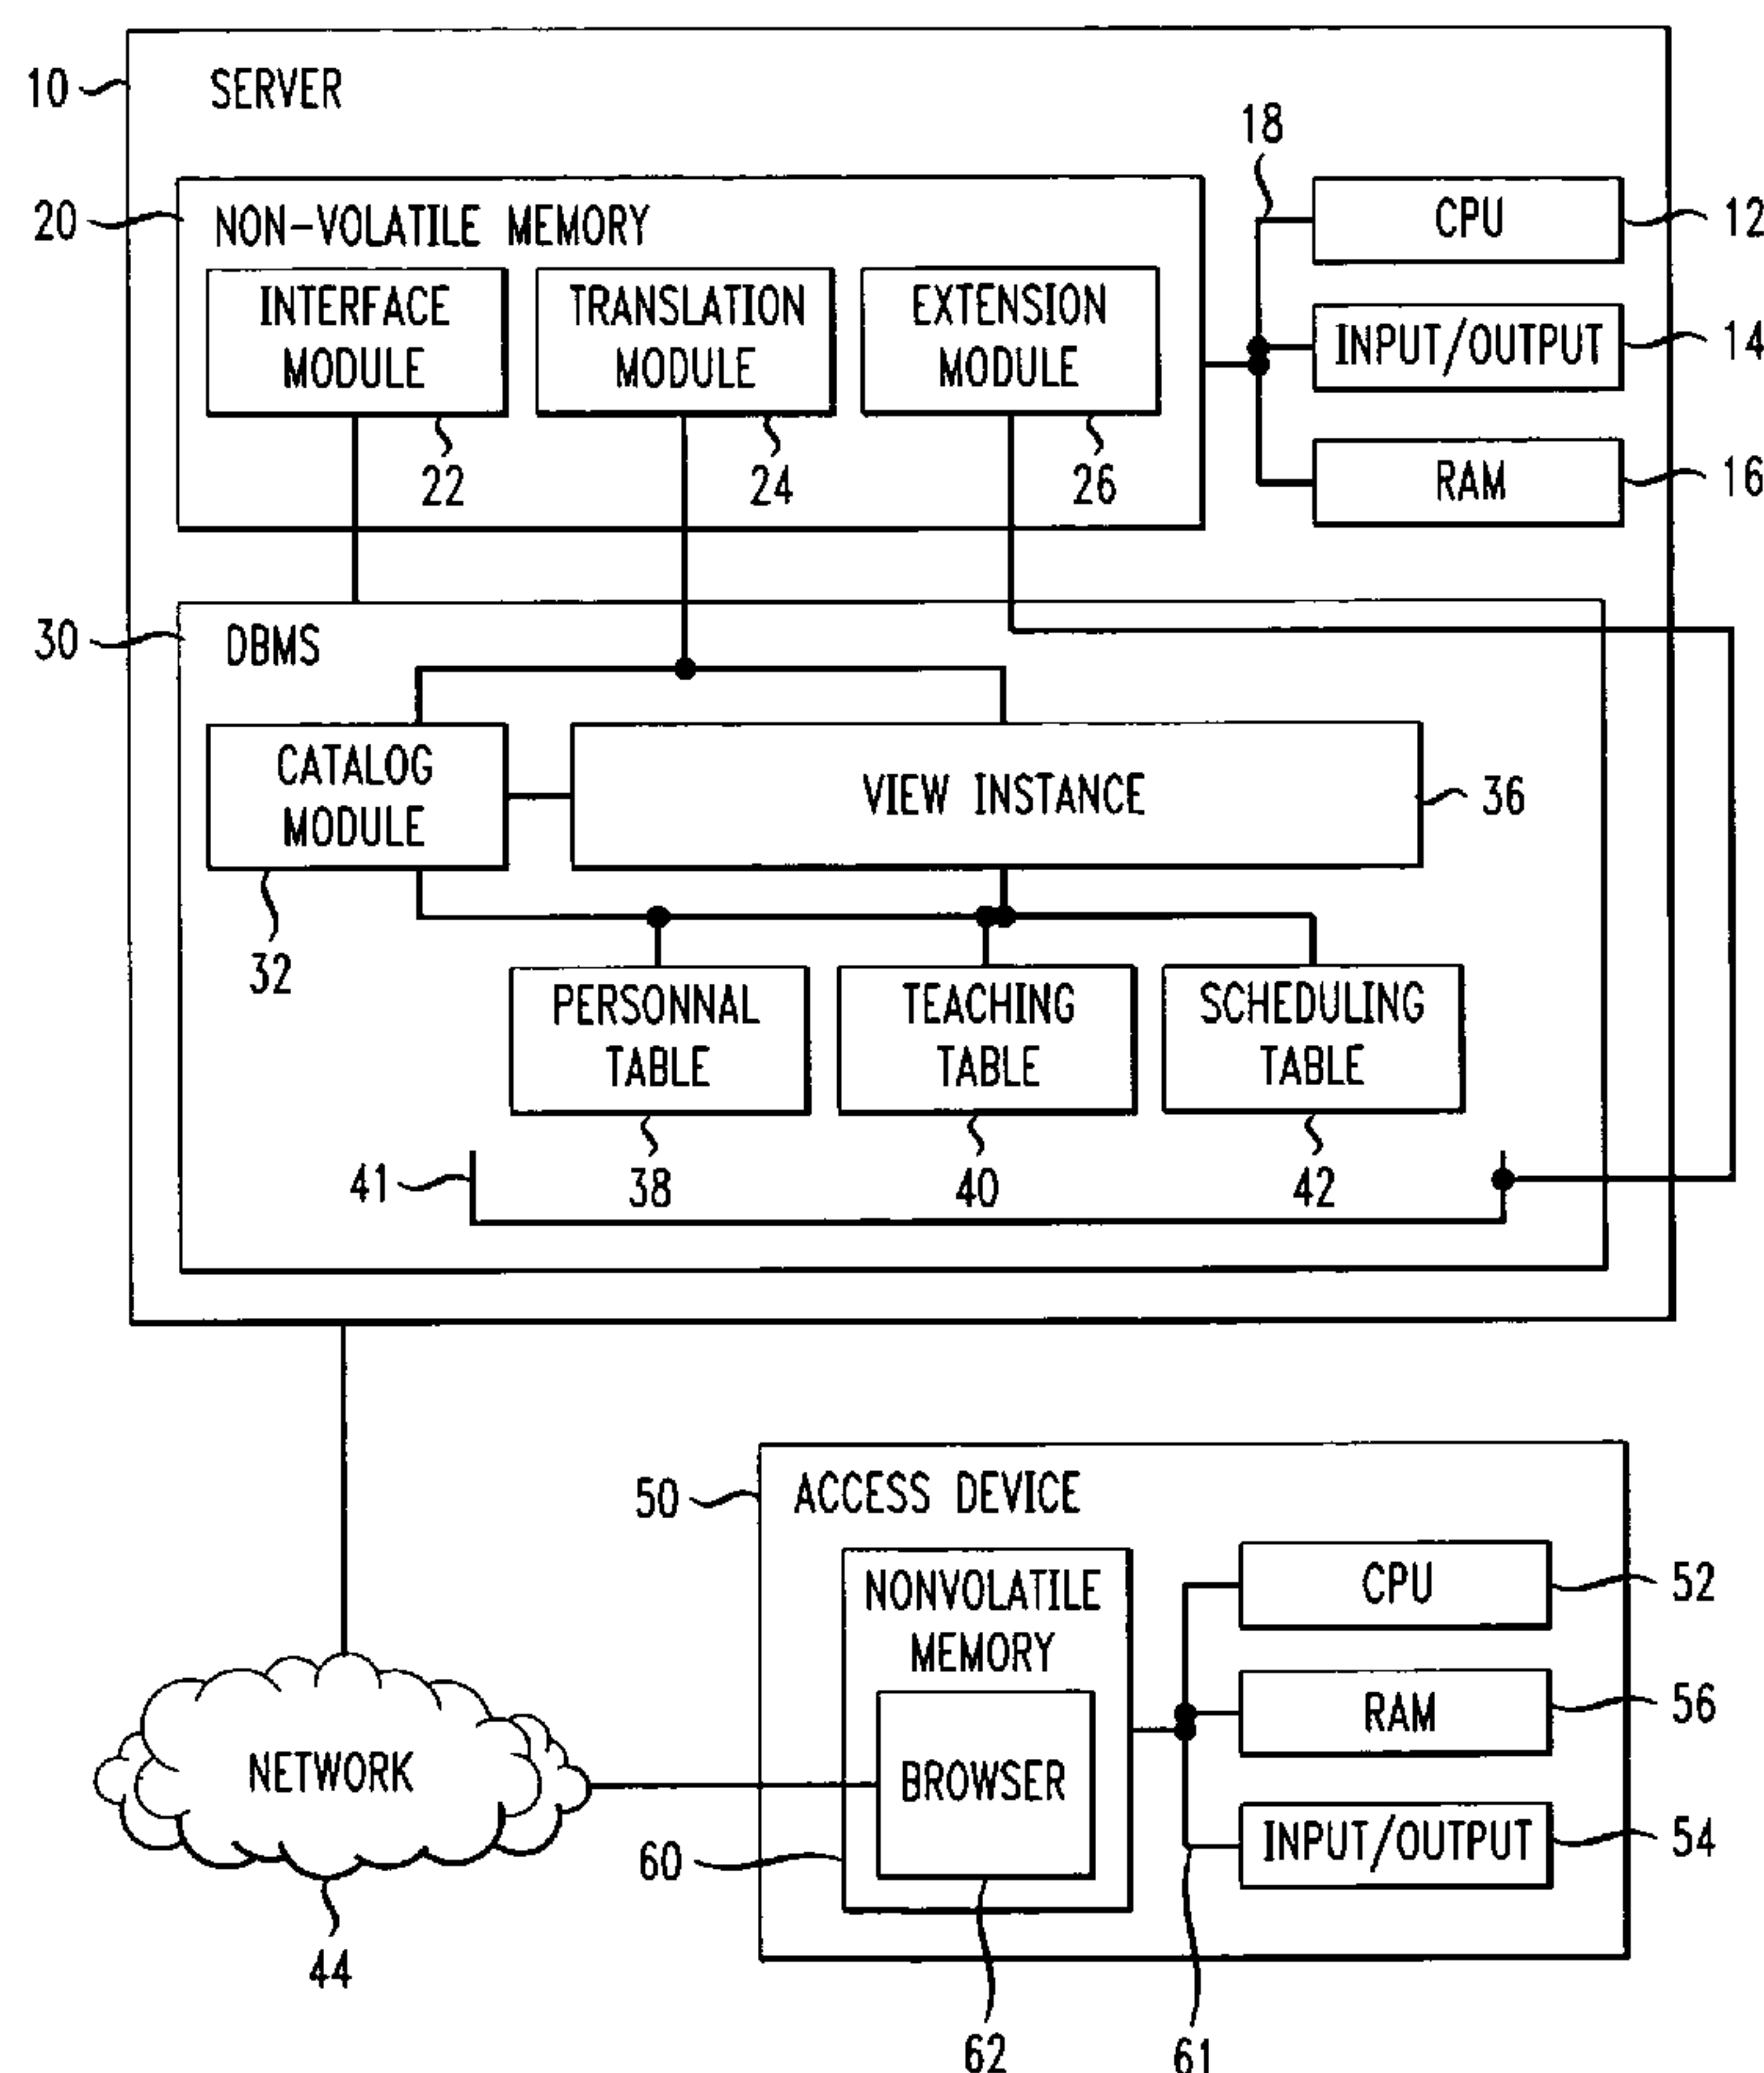 10
SERVER
18
20
NON-VOLATILE MEMORY
CPU
12
INTERFACE
MODULE
TRANSLATION
MODULE
EXTENSION
MODULE
INPUT/OUTPUT
14
22
24
26
RAM
16
30
DBMS
CATALOG
MODULE
VIEW INSTANCE
36
32
PERSONNAL
TABLE
TEACHING
TABLE
SCHEDULING
TABLE
41
38
40
42
50
ACCESS DEVICE
NONVOLATILE
MEMORY
CPU
52
RAM
56
NETWORK
BROWSER
INPUT/OUTPUT
54
60
44
62
61